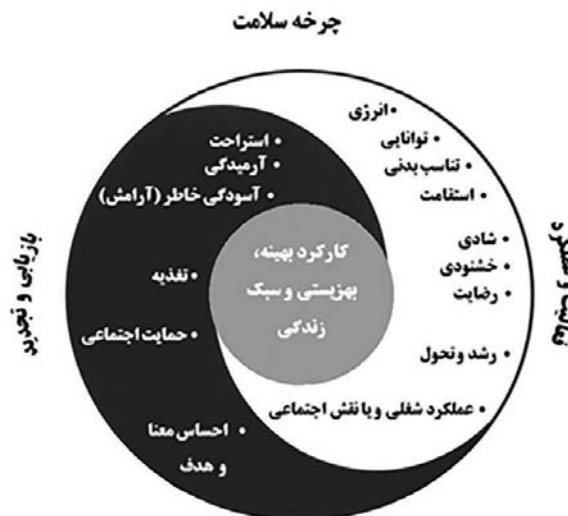 چرخه سلامت
•انرژی
• توانایی
• تناسب بدنی
• استقامت
• شادی
• خشنودی
• رضایت
• رشد و تحول
• عملکرد شغلی و یا نقش اجتماعی
• استراحت
• آرمیدگی
• آسودگی خاطر (آرامش)
• تغذیه
• حمایت اجتماعی
• احساس معنا
و هدف
کارکرد بهینه،
بهزیستی و سبک
زندگی
بازیابی و تجدید